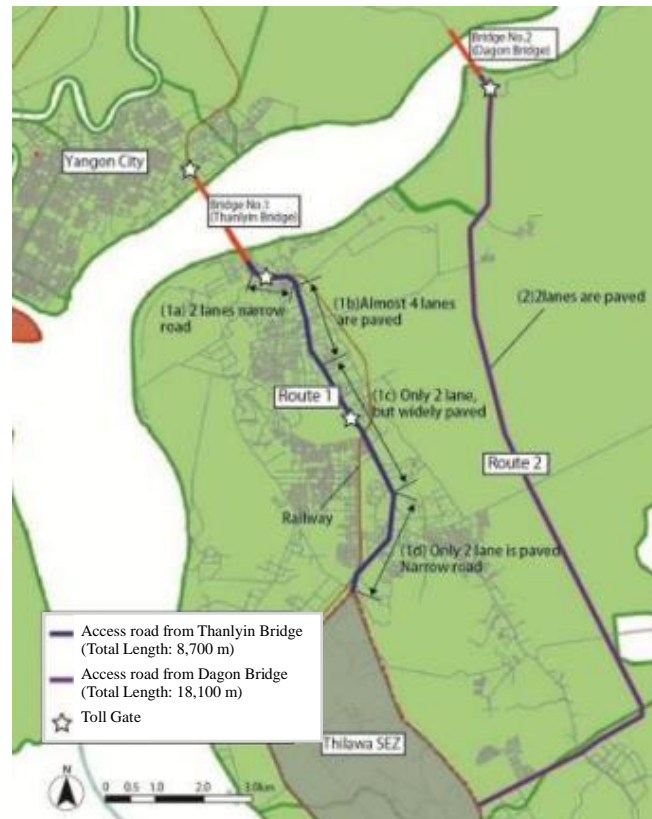 Bridge No.2
(Dagon Bridge)
Yangon City
Bridge No.1
(Thanlyin Bridge)
(1a) 2 lanes narrow
road
(1b)Almost 4 lanes
are paved
(2)2lanes are paved
Route 1
(1c) Only 2 lane,
but widely paved
Route 2
Railway
(1d) Only 2 lane is paved
Narrow road
Access road from Thanlyin Bridge
(Total Length: 8,700 m)
Access road from Dagon Bridge
(Total Length: 18,100 m)
Toll Gate
Thilawa SEZ
N
0 0.5 1.0 2.0 3.0km